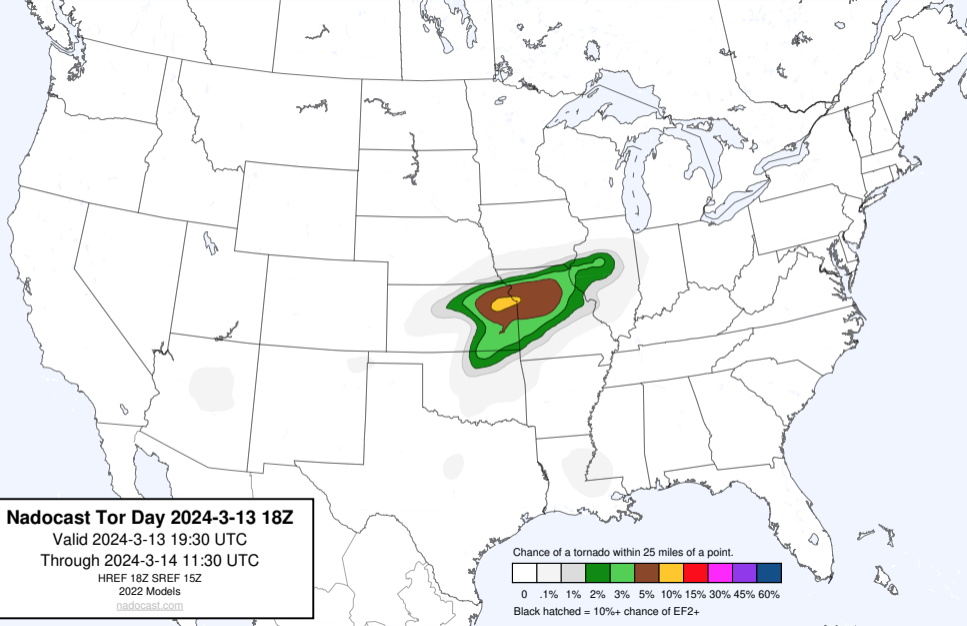 Nadocast Tor Day 2024-3-13 18Z
Valid 2024-3-13 19:30 UTC
Through 2024-3-14 11:30 UTC
HREF 18Z SREF 15Z
2022 Models
nadocast.com
Chance of a tornado within 25 miles of a point.
0 .1% 1% 2% 3% 5% 10% 15% 30% 45% 60%
Black hatched = 10%+ chance of EF2+